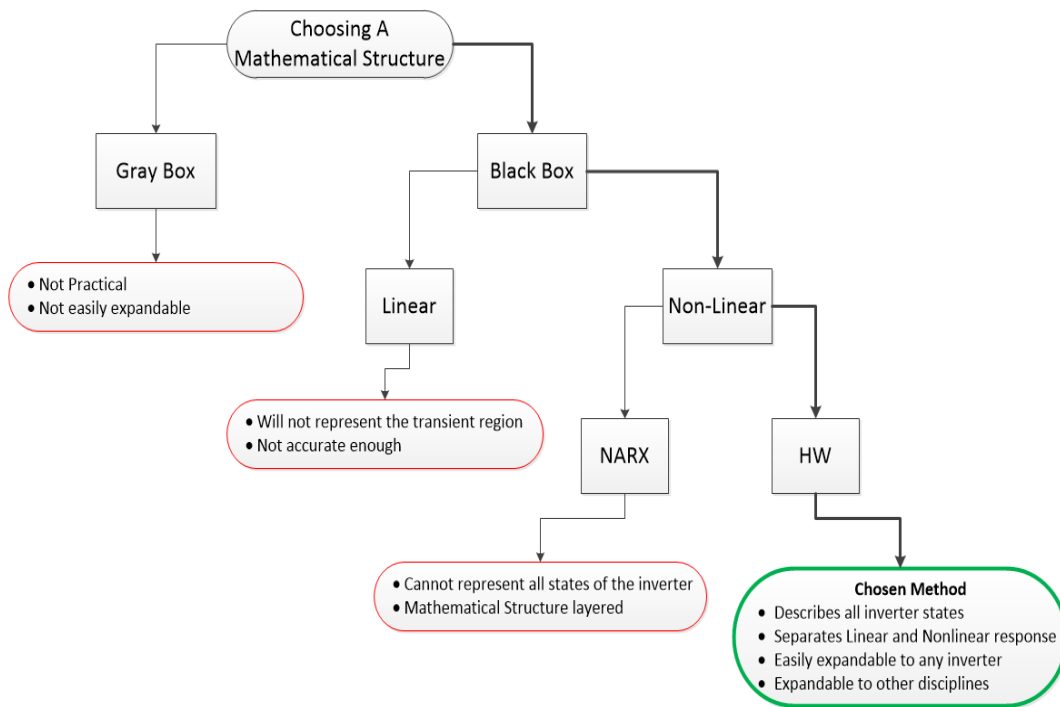 Choosing A
Mathematical Structure
Gray Box
Black Box
• Not Practical
• Not easily expandable
Linear
Non-Linear
• Will not represent the transient region
• Not accurate enough
NARX
HW
• Cannot represent all states of the inverter
• Mathematical Structure layered
Chosen Method
• Describes all inverter states
• Separates Linear and Nonlinear response
• Easily expandable to any inverter
• Expandable to other disciplines